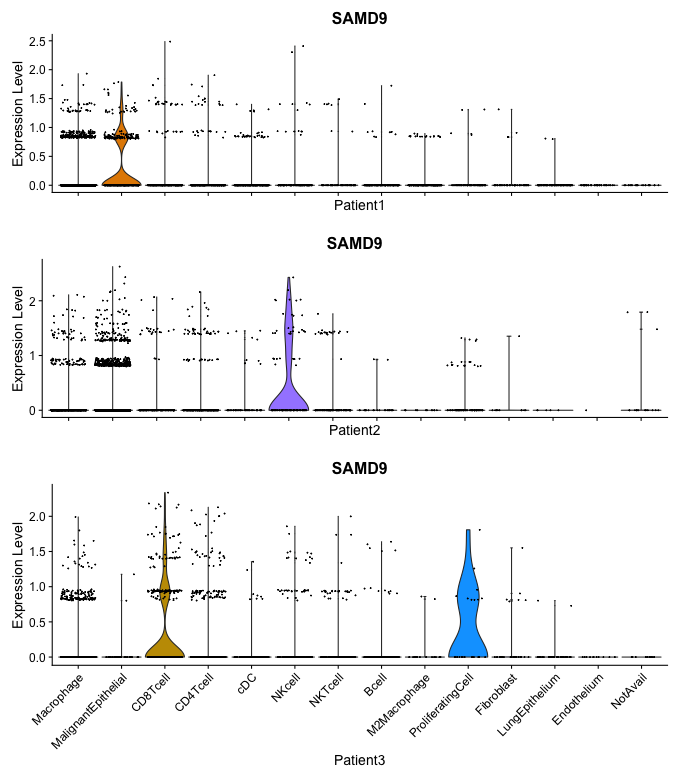 SAMD9
Expression Level
2.5
2.0
1.5
1.0
0.5
0.0
Patient1
SAMD9
Expression Level
2
1
0
Patient2
SAMD9
Expression Level
2.0
1.5
1.0
0.5
0.0
Macrophage
MalignantEpithelial
CD8Tcell
CD4Tcell
cDC
NKcell
NKTcell
Bcell
M2Macrophage
ProliferatingCell
Fibroblast
LungEpithelium
Endothelium
NotAvail
Patient3